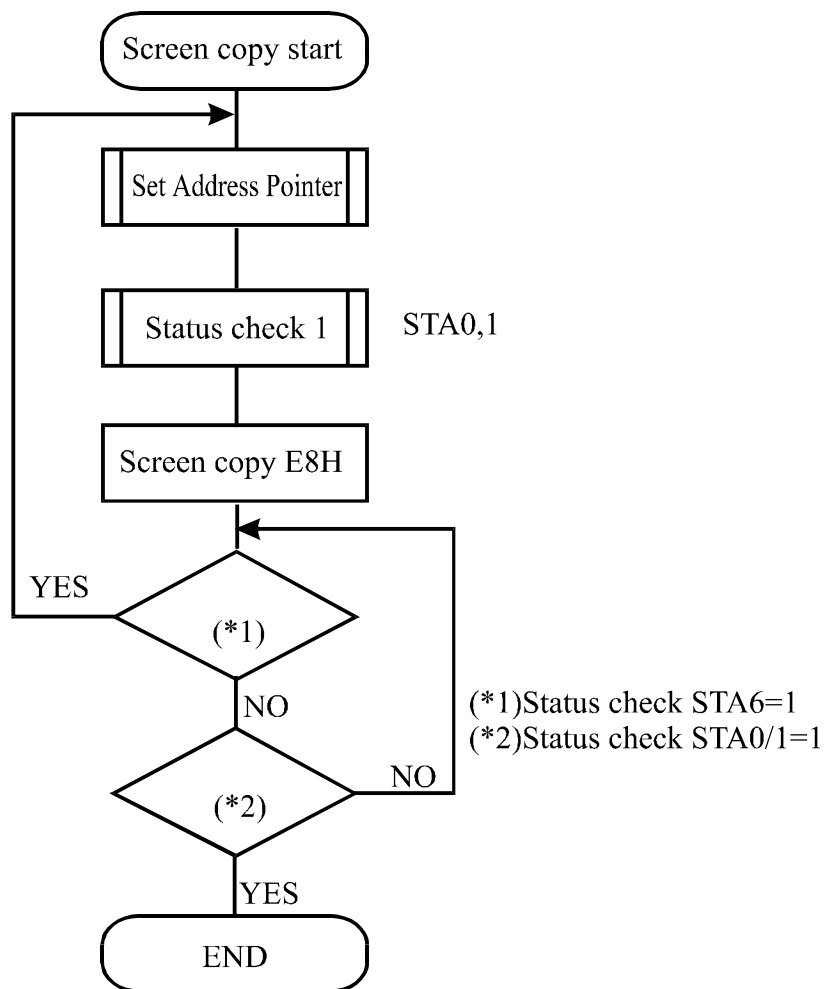 Screen copy start
Set Address Pointer
Status check 1
STA0,1
Screen copy E8H
YES
(*1)
NO
(*1)Status check STA6=1
(*2)Status check STA0/1=1
NO
(*2)
YES
END